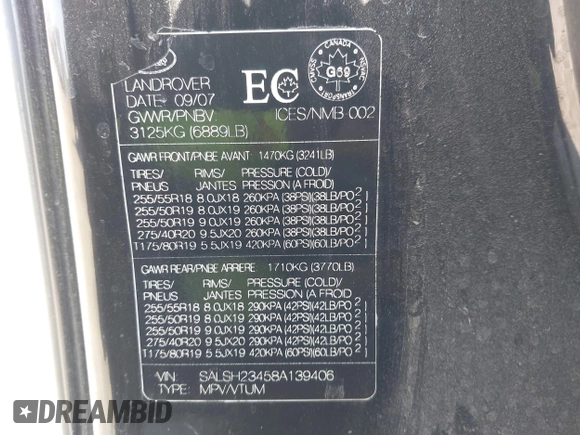 LANDROVER
DATE: 09/07
GVWR/PNBV:
3125KG (6889LB)
EC
CANADA
CMVSS NSVAC
G69
TRANSPORT
ICES/NMB-002
GAWR FRONT/PNBE AVANT 1470KG (3241LB)
TIRES/ RIMS/ PRESSURE (COLD)/
PNEUS JANTES PRESSION (A FROID)
255/55R18 8.0JX18 260KPA (38PSI)(38LB/PO2)
255/50R19 8.0JX19 260KPA (38PSI)(38LB/PO2)
255/50R19 9.0JX19 260KPA (38PSI)(38LB/PO2)
275/40R20 9.5JX20 260KPA (38PSI)(38LB/PO2)
T175/80R19 5.5JX19 420KPA (60PSI)(60LB/PO2)
GAWR REAR/PNBE ARRERE 1710KG (3770LB)
TIRES/ RIMS/ PRESSURE (COLD)/
PNEUS JANTES PRESSION (A FROID)
255/55R18 8.0JX18 290KPA (42PSI)(42LB/PO2)
255/50R19 8.0JX19 290KPA (42PSI)(42LB/PO2)
255/50R19 9.0JX19 290KPA (42PSI)(42LB/PO2)
275/40R20 9.5JX20 290KPA (42PSI)(42LB/PO2)
T175/80R19 5.5JX19 420KPA (60PSI)(60LB/PO2)
VIN: SALSH23458A139406
TYPE: MPV/VTUM
DREAMBID